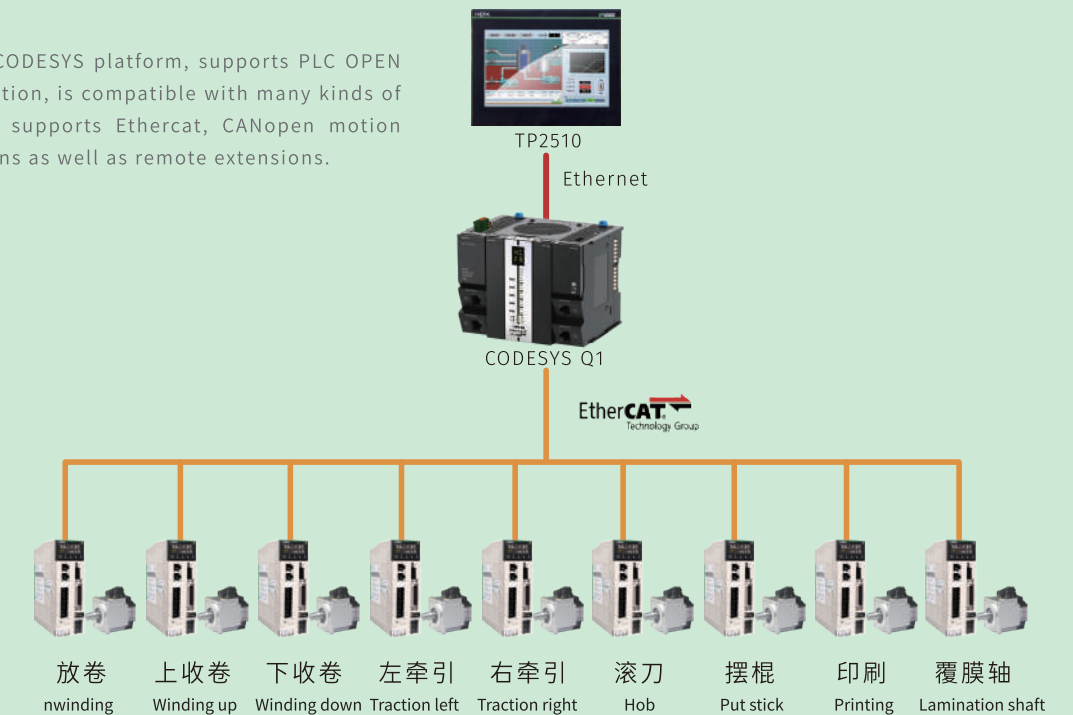 CODESYS platform, supports PLC OPEN
tion, is compatible with many kinds of
supports Ethercat, CANopen motion
ns as well as remote extensions.
TP2510
Ethernet
CODESYS Q1
EtherCAT
Technology Group
放卷 上收卷 下收卷 左牵引 右牵引 滚刀 摆棍 印刷 覆膜轴
nwinding Winding up Winding down Traction left Traction right Hob Put stick Printing Lamination shaft